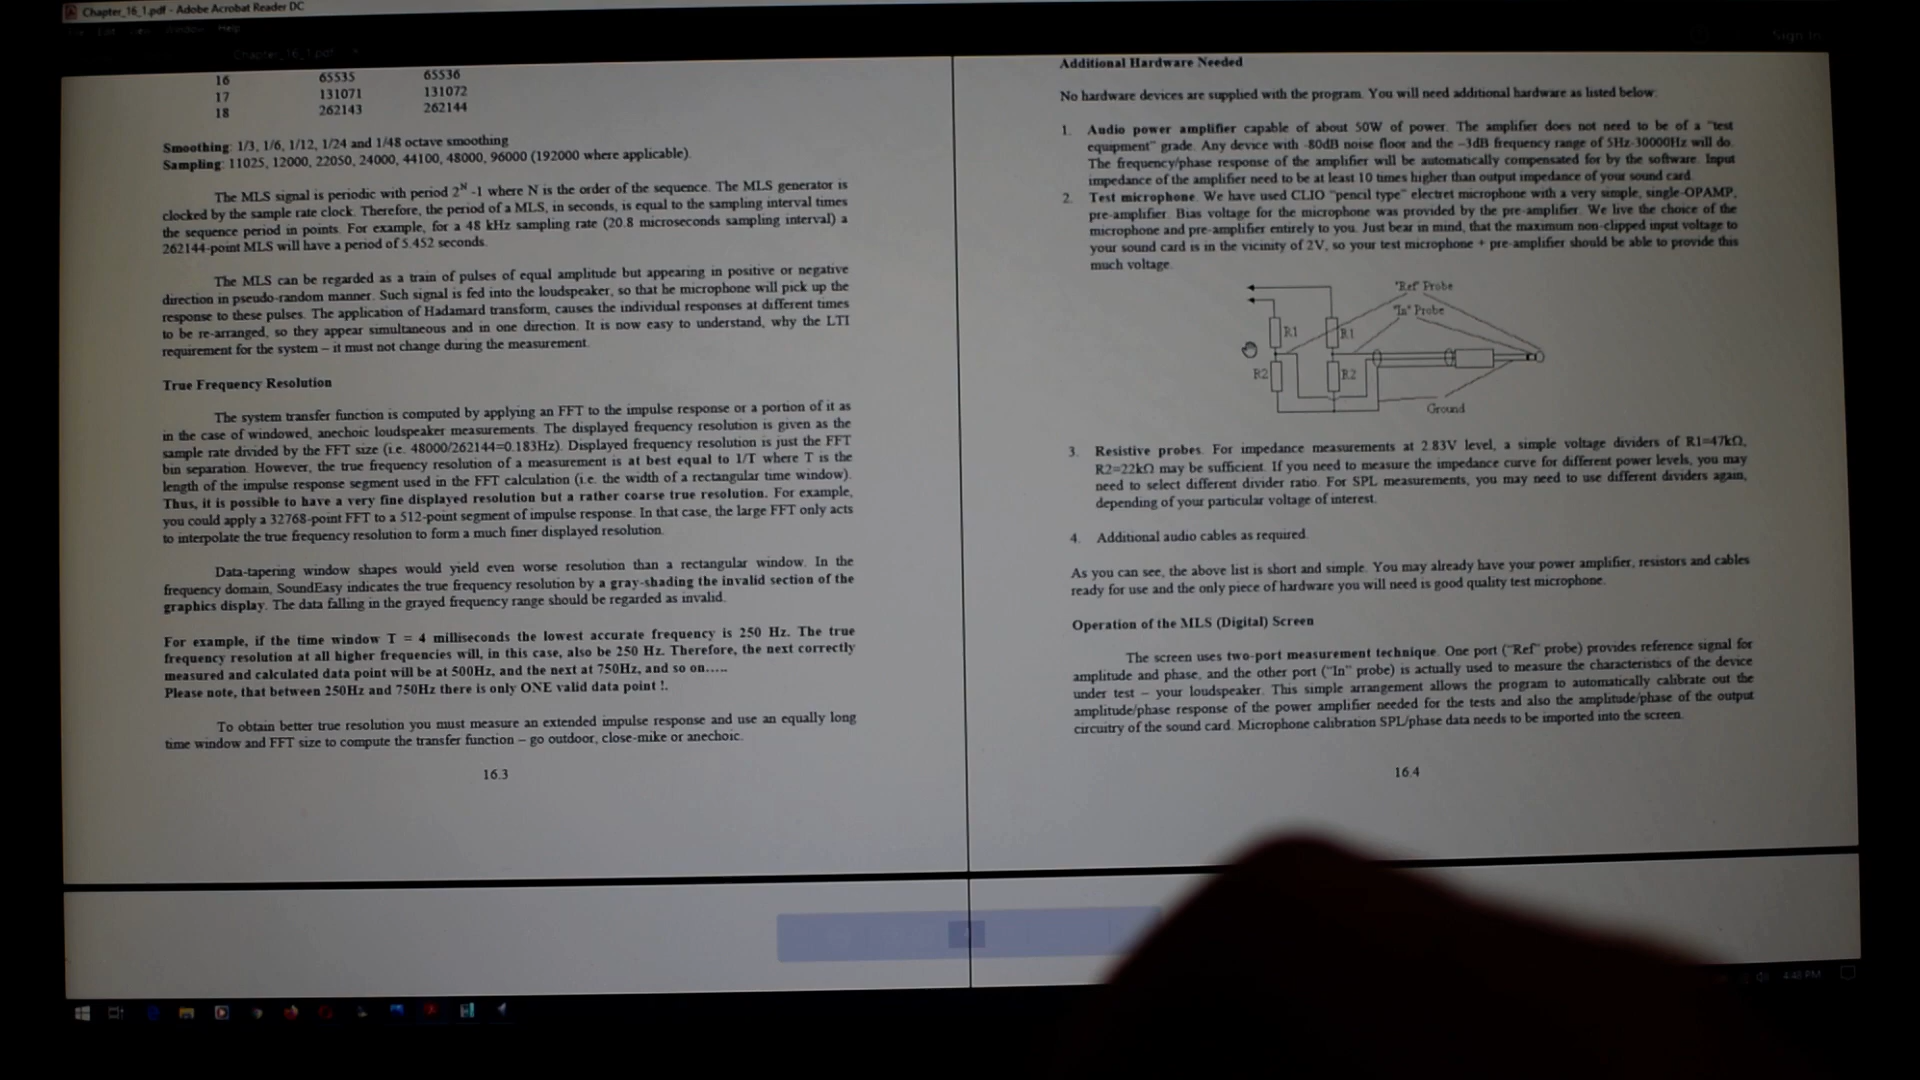 Chapter_16_1.pdf - Adobe Acrobat Reader DC
Help
Chapter_16_1.pdf
Sign In
16 65535 65536
17 131071 131072
18 262143 262144
Smoothing: 1/3, 1/6, 1/12, 1/24 and 1/48 octave smoothing
Sampling: 11025, 12000, 22050, 24000, 44100, 48000, 96000 (192000 where applicable).
The MLS signal is periodic with period 2^N -1 where N is the order of the sequence. The MLS generator is
clocked by the sample rate clock. Therefore, the period of a MLS, in seconds, is equal to the sampling interval times
the sequence period in points. For example, for a 48 kHz sampling rate (20.8 microseconds sampling interval) a
262144-point MLS will have a period of 5.452 seconds.
The MLS can be regarded as a train of pulses of equal amplitude but appearing in positive or negative
direction in pseudo-random manner. Such signal is fed into the loudspeaker, so that he microphone will pick up the
response to these pulses. The application of Hadamard transform, causes the individual responses at different times
to be re-arranged, so they appear simultaneous and in one direction. It is now easy to understand, why the LTI
requirement for the system – it must not change during the measurement.
True Frequency Resolution
The system transfer function is computed by applying an FFT to the impulse response or a portion of it as
in the case of windowed, anechoic loudspeaker measurements. The displayed frequency resolution is given as the
sample rate divided by the FFT size (i.e. 48000/262144=0.183Hz). Displayed frequency resolution is just the FFT
bin separation. However, the true frequency resolution of a measurement is at best equal to 1/T where T is the
length of the impulse response segment used in the FFT calculation (i.e. the width of a rectangular time window).
Thus, it is possible to have a very fine displayed resolution but a rather coarse true resolution. For example,
you could apply a 32768-point FFT to a 512-point segment of impulse response. In that case, the large FFT only acts
to interpolate the true frequency resolution to form a much finer displayed resolution.
Data-tapering window shapes would yield even worse resolution than a rectangular window. In the
frequency domain, SoundEasy indicates the true frequency resolution by a gray-shading the invalid section of the
graphics display. The data falling in the grayed frequency range should be regarded as invalid.
For example, if the time window T = 4 milliseconds the lowest accurate frequency is 250 Hz. The true
frequency resolution at all higher frequencies will, in this case, also be 250 Hz. Therefore, the next correctly
measured and calculated data point will be at 500Hz, and the next at 750Hz, and so on.....
Please note, that between 250Hz and 750Hz there is only ONE valid data point !.
To obtain better true resolution you must measure an extended impulse response and use an equally long
time window and FFT size to compute the transfer function – go outdoor, close-mike or anechoic.
16.3
Additional Hardware Needed
No hardware devices are supplied with the program. You will need additional hardware as listed below:
1. Audio power amplifier capable of about 50W of power. The amplifier does not need to be of a "test
equipment" grade. Any device with -80dB noise floor and the –3dB frequency range of 5Hz-30000Hz will do.
The frequency/phase response of the amplifier will be automatically compensated for by the software. Input
impedance of the amplifier need to be at least 10 times higher than output impedance of your sound card.
2. Test microphone. We have used CLIO "pencil type" electret microphone with a very simple, single-OPAMP,
pre-amplifier. Bias voltage for the microphone was provided by the pre-amplifier. We live the choice of the
microphone and pre-amplifier entirely to you. Just bear in mind, that the maximum non-clipped input voltage to
your sound card is in the vicinity of 2V, so your test microphone + pre-amplifier should be able to provide this
much voltage.
"Ref" Probe
"In" Probe
R1 R1
R2 R2
Ground
3. Resistive probes. For impedance measurements at 2.83V level, a simple voltage dividers of R1=47kΩ,
R2=22kΩ may be sufficient. If you need to measure the impedance curve for different power levels, you may
need to select different divider ratio. For SPL measurements, you may need to use different dividers again,
depending of your particular voltage of interest.
4. Additional audio cables as required.
As you can see, the above list is short and simple. You may already have your power amplifier, resistors and cables
ready for use and the only piece of hardware you will need is good quality test microphone.
Operation of the MLS (Digital) Screen
The screen uses two-port measurement technique. One port ("Ref" probe) provides reference signal for
amplitude and phase, and the other port ("In" probe) is actually used to measure the characteristics of the device
under test – your loudspeaker. This simple arrangement allows the program to automatically calibrate out the
amplitude/phase response of the power amplifier needed for the tests and also the amplitude/phase of the output
circuitry of the sound card. Microphone calibration SPL/phase data needs to be imported into the screen.
16.4
4:48 PM